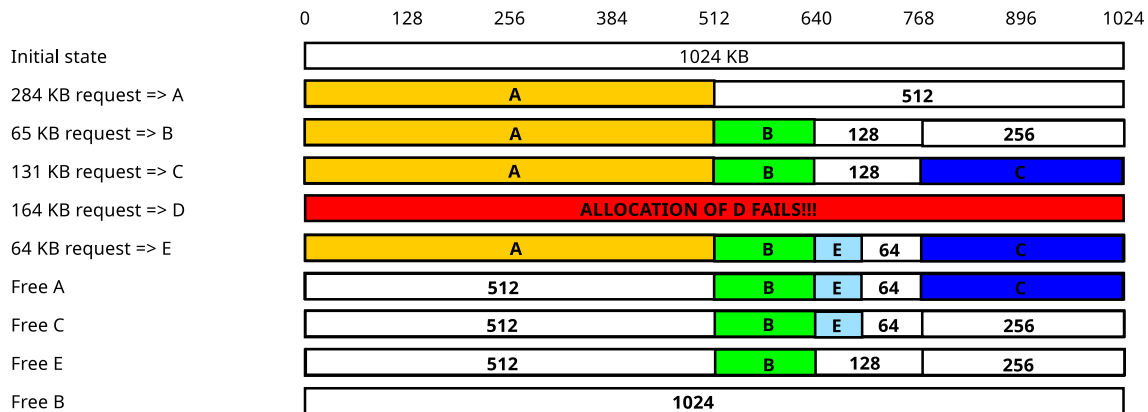 0 128 256 384 512 640 768 896 1024
Initial state 1024 KB
284 KB request => A A 512
65 KB request => B A B 128 256
131 KB request => C A B 128 C
164 KB request => D ALLOCATION OF D FAILS!!!
64 KB request => E A B E 64 C
Free A 512 B E 64 C
Free C 512 B E 64 256
Free E 512 B 128 256
Free B 1024